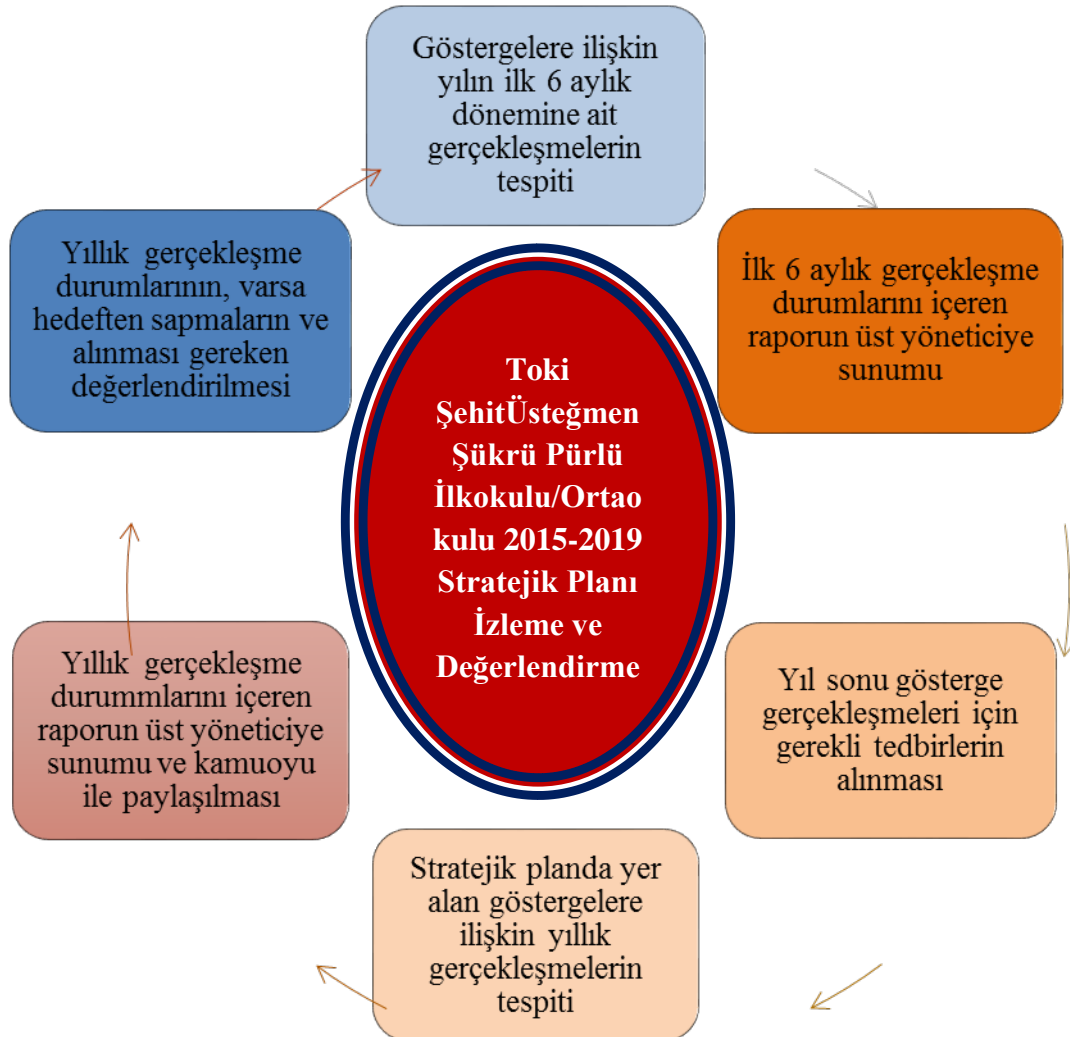 Göstergelere ilişkin
yılın ilk 6 aylık
dönemine ait
gerçekleşmelerin
tespiti
İlk 6 aylık gerçekleşme
durumlarını içeren
raporun üst yöneticiye
sunumu
Yıl sonu gösterge
gerçekleşmeleri için
gerekli tedbirlerin
alınması
Stratejik planda yer
alan göstergelere
ilişkin yıllık
gerçekleşmelerin
tespiti
Yıllık gerçekleşme
durummlarını içeren
raporun üst yöneticiye
sunumu ve kamuoyu
ile paylaşılması
Yıllık gerçekleşme
durumlarının, varsa
hedeften sapmaların ve
alınması gereken
değerlendirilmesi
Toki
ŞehitÜsteğmen
Şükrü Pürlü
İlkokulu/Ortao
kulu 2015-2019
Stratejik Planı
İzleme ve
Değerlendirme